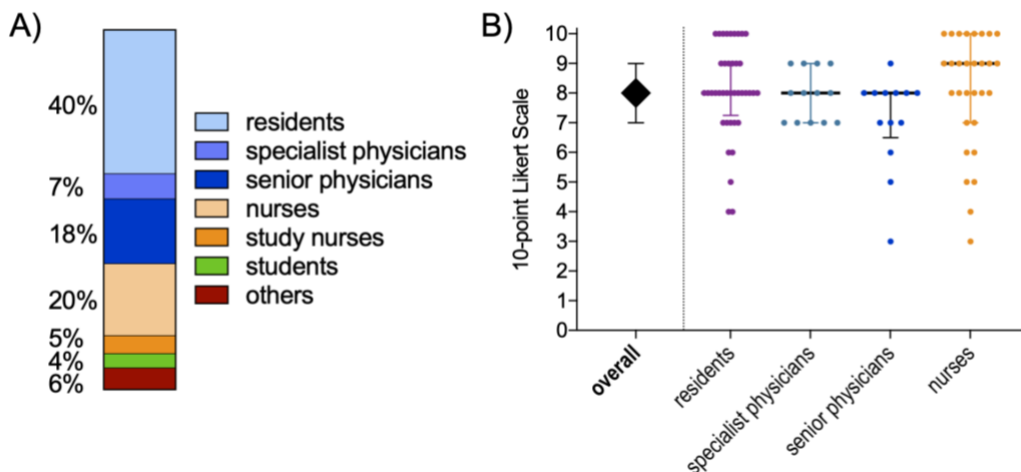 A)
40%
7%
18%
20%
5%
4%
6%
residents
specialist physicians
senior physicians
nurses
study nurses
students
others
B)
10-point Likert Scale
10
9
8
7
6
5
4
3
2
1
0
overall
residents
specialist physicians
senior physicians
nurses